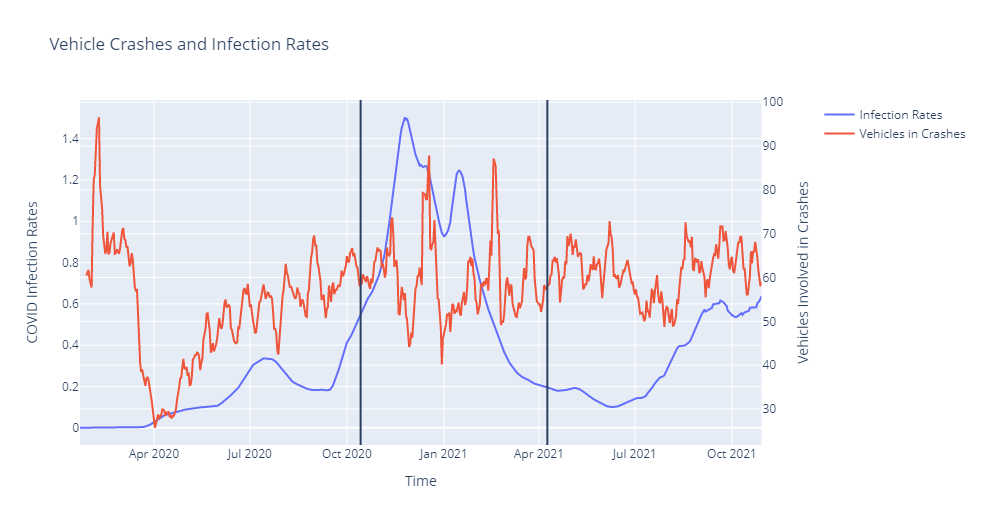 Vehicle Crashes and Infection Rates
Infection Rates
Vehicles in Crashes
COVID Infection Rates
1.4
1.2
1
0.8
0.6
0.4
0.2
0
100
90
80
70
60
50
40
30
Vehicles Involved in Crashes
Apr 2020 Jul 2020 Oct 2020 Jan 2021 Apr 2021 Jul 2021 Oct 2021
Time